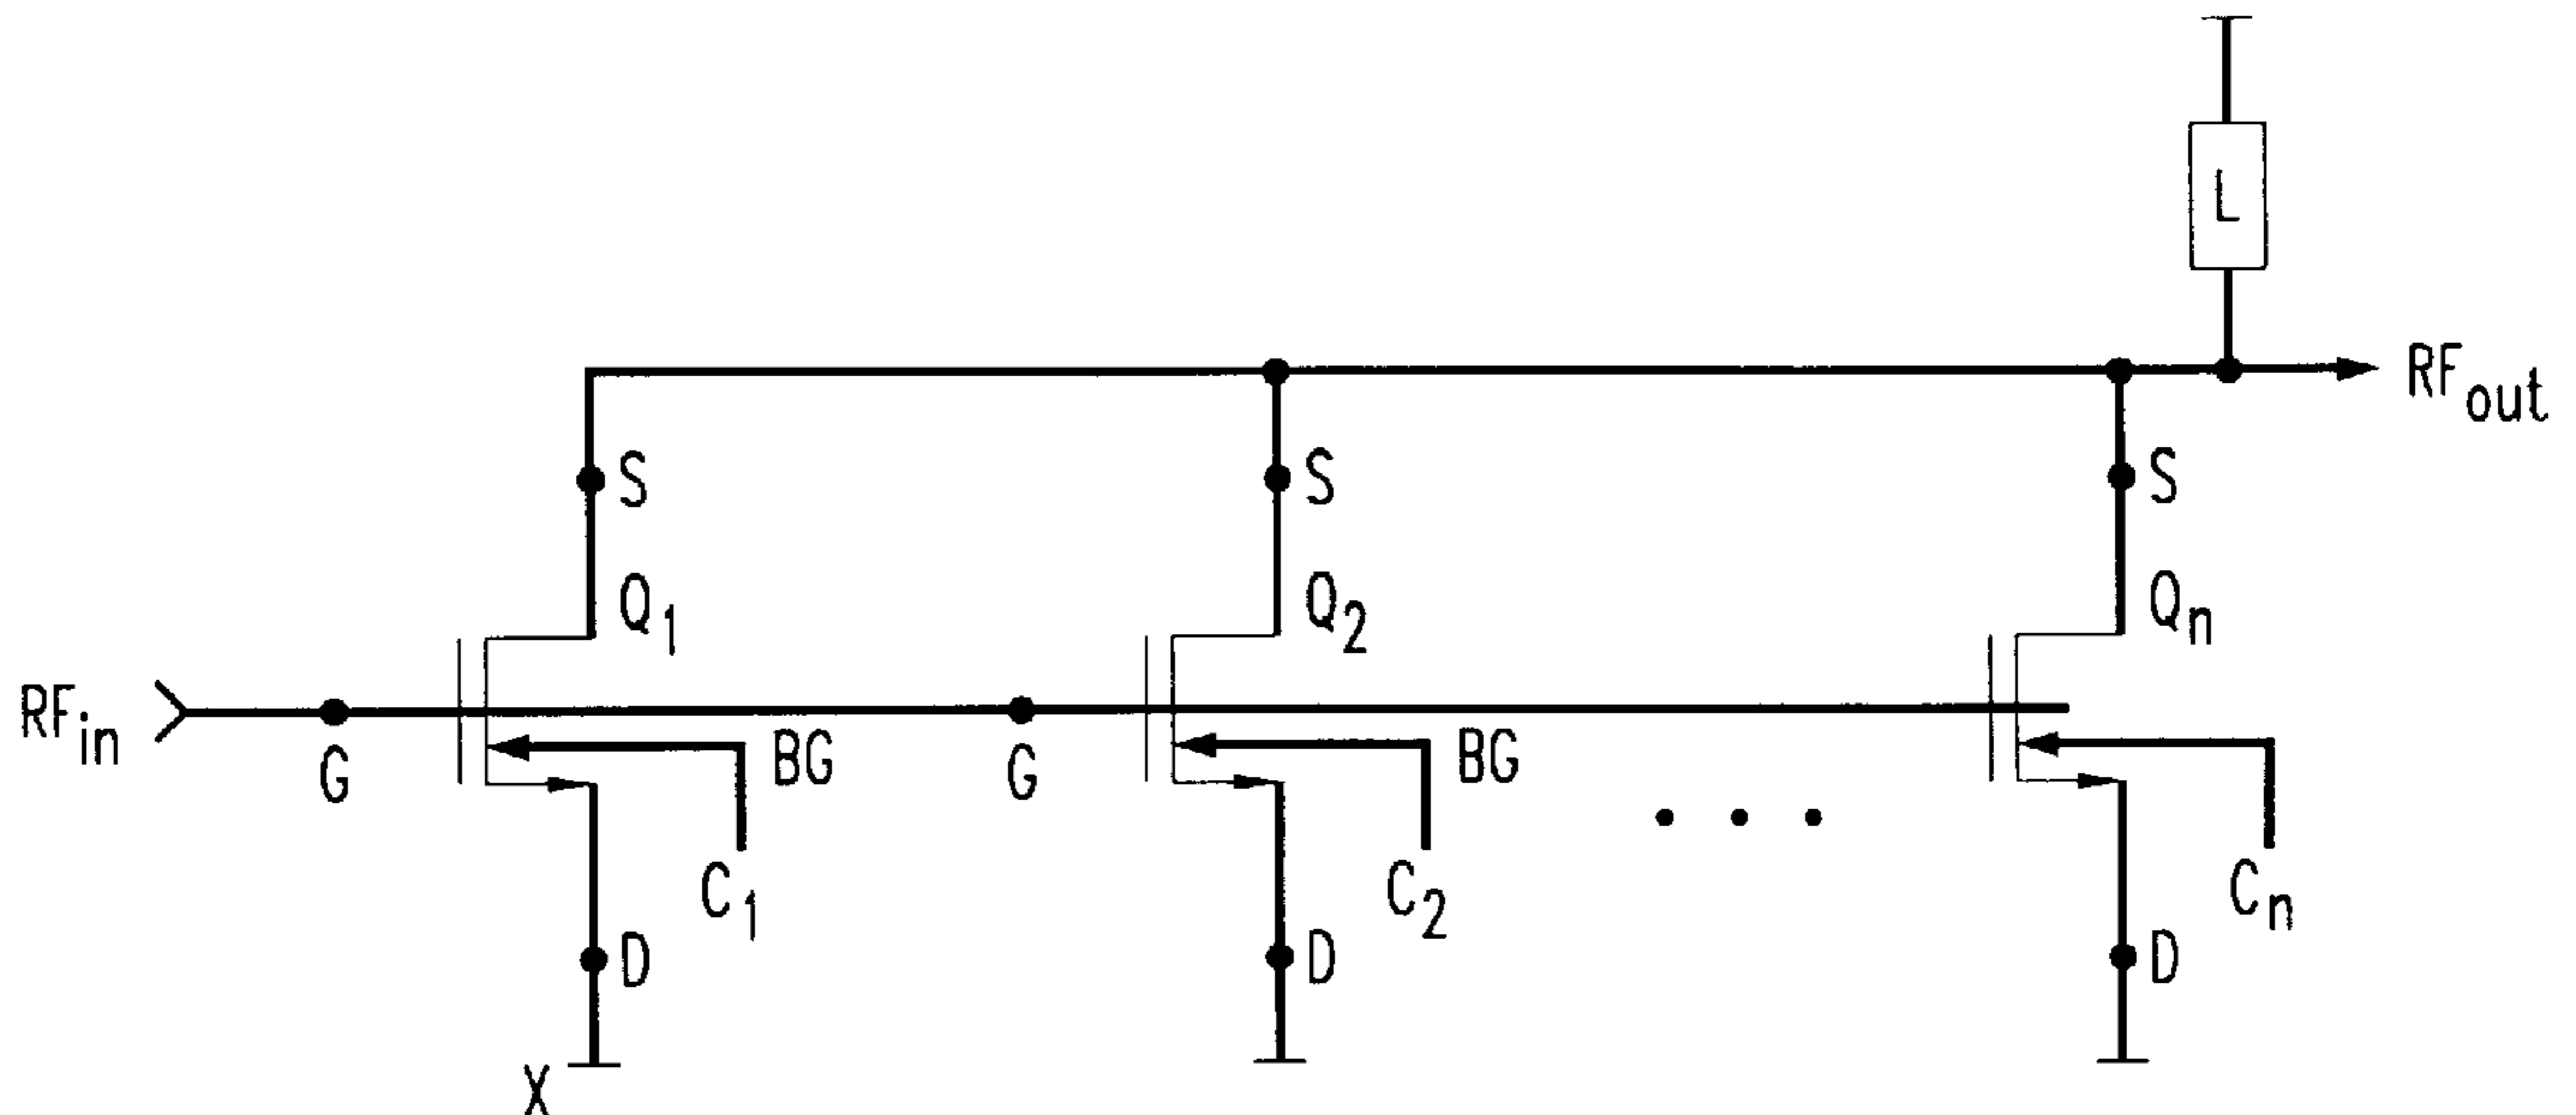 L
RFout
S S S
Q1 Q2 Qn
RFin
G BG G BG
C1 C2 Cn
D D D
X